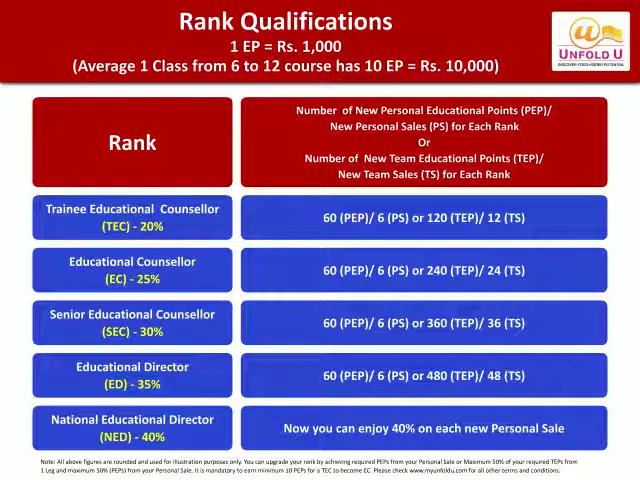 Rank Qualifications
1 EP = Rs. 1,000
(Average 1 Class from 6 to 12 course has 10 EP = Rs. 10,000)
UNFOLD U
DISCOVER YOUR HIDDEN POTENTIAL
Rank
Number of New Personal Educational Points (PEP)/
New Personal Sales (PS) for Each Rank
Or
Number of New Team Educational Points (TEP)/
New Team Sales (TS) for Each Rank
Trainee Educational Counsellor
(TEC) - 20%
60 (PEP)/ 6 (PS) or 120 (TEP)/ 12 (TS)
Educational Counsellor
(EC) - 25%
60 (PEP)/ 6 (PS) or 240 (TEP)/ 24 (TS)
Senior Educational Counsellor
(SEC) - 30%
60 (PEP)/ 6 (PS) or 360 (TEP)/ 36 (TS)
Educational Director
(ED) - 35%
60 (PEP)/ 6 (PS) or 480 (TEP)/ 48 (TS)
National Educational Director
(NED) - 40%
Now you can enjoy 40% on each new Personal Sale
Note: All above figures are rounded and used for illustration purposes only. You can upgrade your rank by achieving required PEPs from your Personal Sale or Maximum 50% of your required TEPs from
1 Leg and maximum 50% (PEPs) from your Personal Sale. It is mandatory to earn minimum 10 PEPs for a TEC to become EC. Please check www.myunfoldu.com for all other terms and conditions.